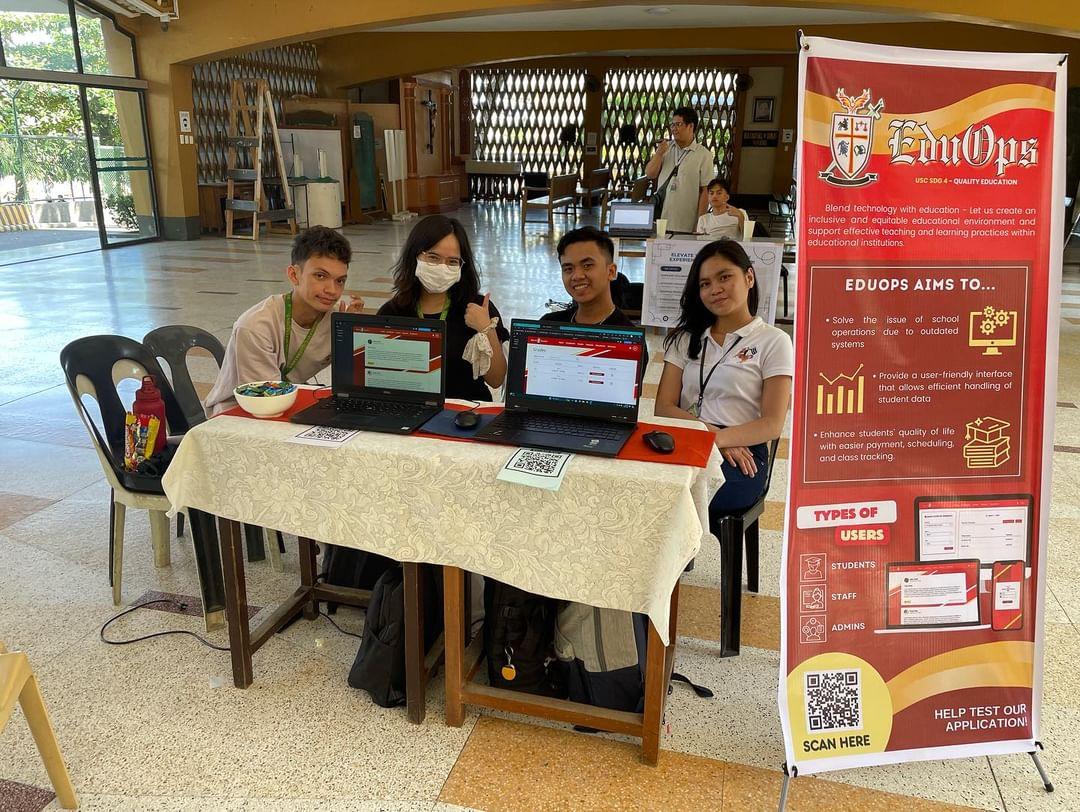 EduOps
USC SDG 4 - QUALITY EDUCATION
Blend technology with education - Let us create an
inclusive and equitable educational environment and
support effective teaching and learning practices within
educational institutions.
EDUOPS AIMS TO...
• Solve the issue of school
operations due to outdated
systems
• Provide a user-friendly interface
that allows efficient handling of
student data
• Enhance students' quality of life
with easier payment, scheduling,
and class tracking.
TYPES OF
USERS
STUDENTS
STAFF
ADMINS
SCAN HERE
HELP TEST OUR
APPLICATION!
ELEVATE
Grades